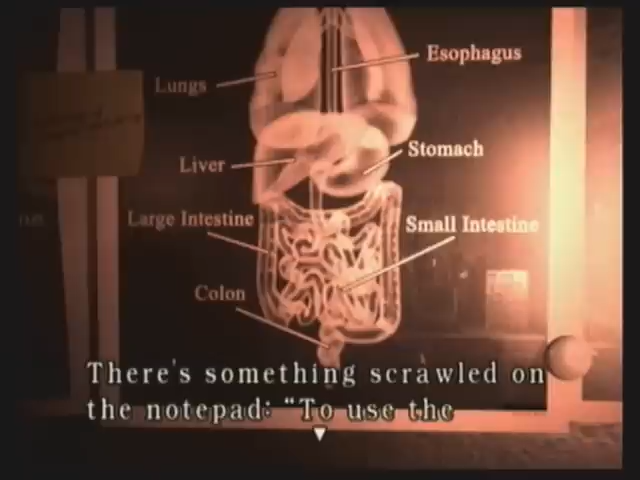 Esophagus
Lungs
Stomach
Liver
Large Intestine
Small Intestine
Colon
There's something scrawled on
the notepad: "To use the